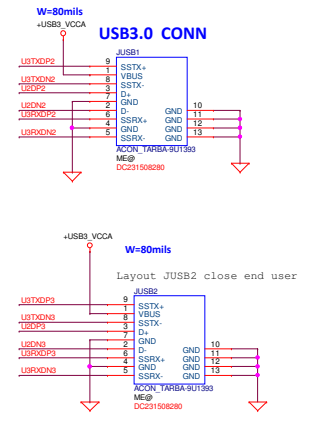 W=80mils
+USB3_VCCA
USB3.0 CONN
JUSB1
U3TXDP2 9 SSTX+
1 VBUS
U3TXDN2 8 SSTX-
U2DP2 3 D+
7 GND
U2DN2 2 D- GND 10
U3RXDP2 6 SSRX+ GND 11
4 GND GND 12
U3RXDN2 5 SSRX- GND 13
ACON_TARBA-9U1393
ME@
DC231508280
+USB3_VCCA
W=80mils
Layout JUSB2 close end user
JUSB2
U3TXDP3 9 SSTX+
1 VBUS
U3TXDN3 8 SSTX-
U2DP3 3 D+
7 GND
U2DN3 2 D- GND 10
U3RXDP3 6 SSRX+ GND 11
4 GND GND 12
U3RXDN3 5 SSRX- GND 13
ACON_TARBA-9U1393
ME@
DC231508280